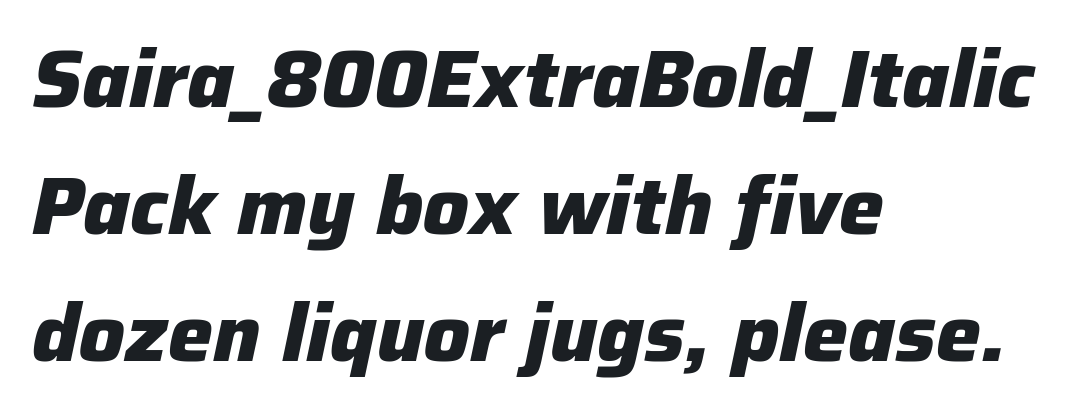 Saira_800ExtraBold_Italic
Pack my box with five
dozen liquor jugs, please.